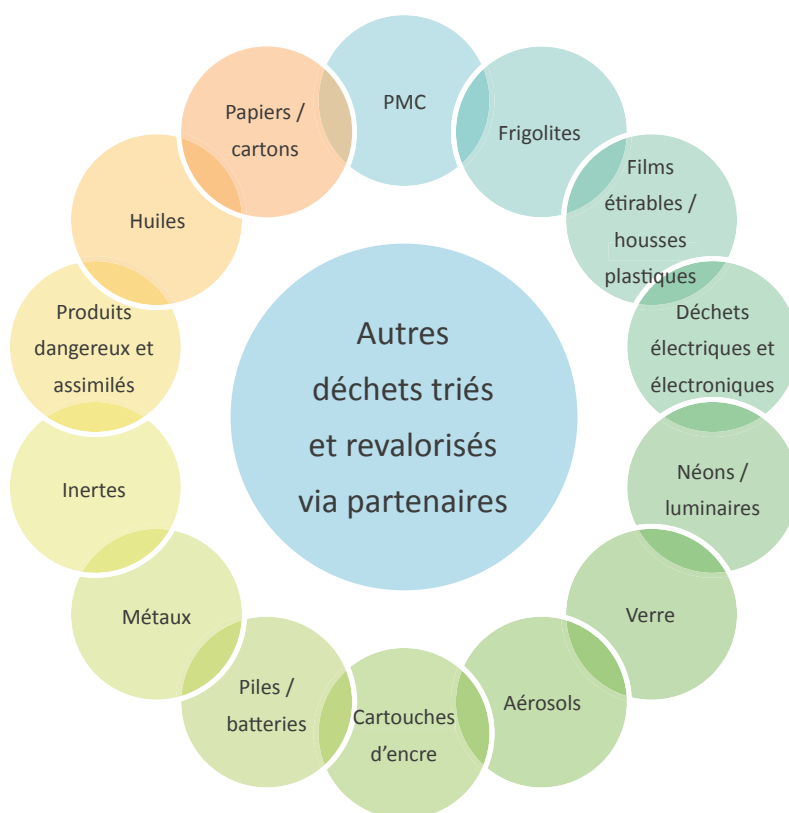 PMC
Frigolites
Films
étirables /
housses
plastiques
Déchets
électriques et
électroniques
Néons /
luminaires
Verre
Aérosols
Cartouches
d’encre
Piles /
batteries
Métaux
Inertes
Produits
dangereux et
assimilés
Huiles
Papiers /
cartons
Autres
déchets triés
et revalorisés
via partenaires